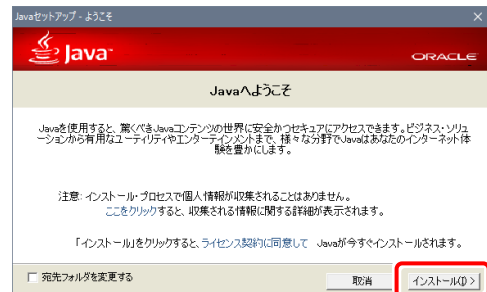 Javaセットアップ - ようこそ
Java
ORACLE
Javaへようこそ
Javaを使用すると、驚くべきJavaコンテンツの世界に安全かつセキュアにアクセスできます。ビジネス・ソリュ
ーションから有用なユーティリティやエンターテインメントまで、様々な分野でJavaはあなたのインターネット体
験を豊かにします。
注意: インストール・プロセスで個人情報が収集されることはありません。
ここをクリックすると、収集される情報に関する詳細が表示されます。
「インストール」をクリックすると、ライセンス契約に同意して Javaが今すぐインストールされます。
宛先フォルダを変更する
取消
インストール(I) >